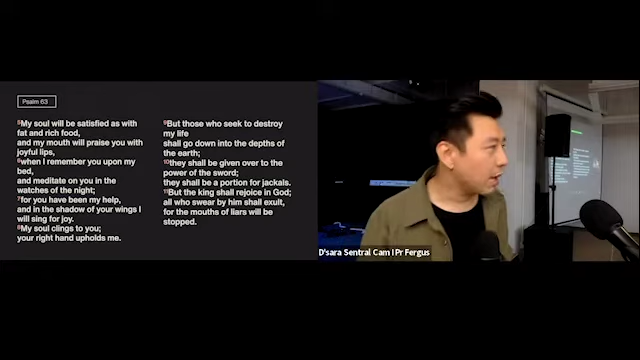 Psalm 63
5My soul will be satisfied as with
fat and rich food,
and my mouth will praise you with
joyful lips,
6when I remember you upon my
bed,
and meditate on you in the
watches of the night;
7for you have been my help,
and in the shadow of your wings I
will sing for joy.
8My soul clings to you;
your right hand upholds me.
9But those who seek to destroy
my life
shall go down into the depths of
the earth;
10they shall be given over to the
power of the sword;
they shall be a portion for jackals.
11But the king shall rejoice in God;
all who swear by him shall exult,
for the mouths of liars will be
stopped.
D'sara Sentral Cam I Pr Fergus